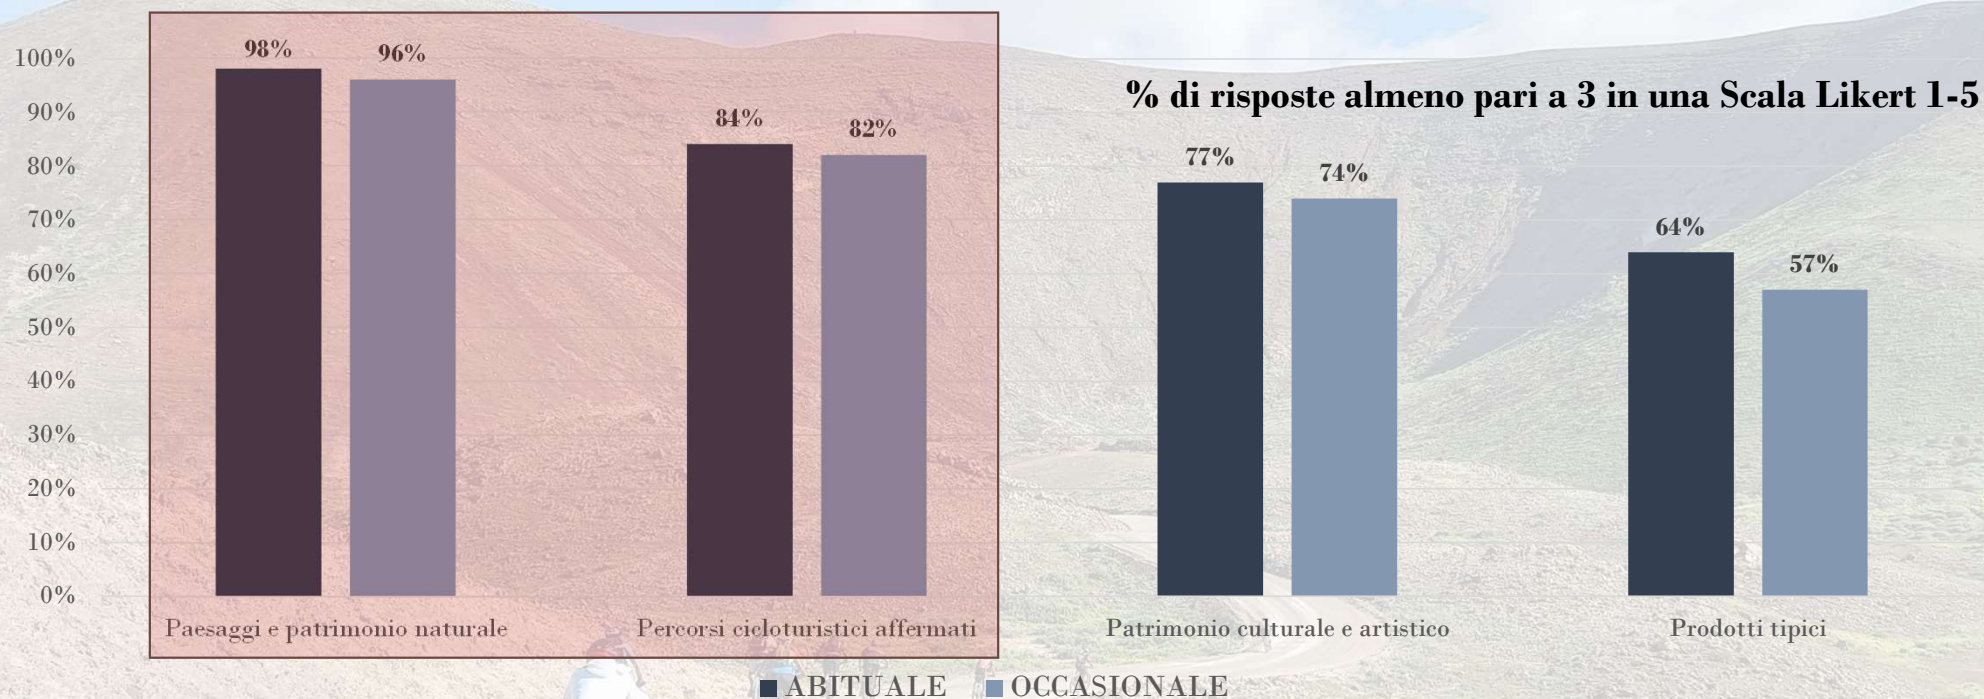 % di risposte almeno pari a 3 in una Scala Likert 1-5
100%
90%
80%
70%
60%
50%
40%
30%
20%
10%
0%
98%
96%
84%
82%
77%
74%
64%
57%
Paesaggi e patrimonio naturale
Percorsi cicloturistici affermati
Patrimonio culturale e artistico
Prodotti tipici
ABITUALE
OCCASIONALE